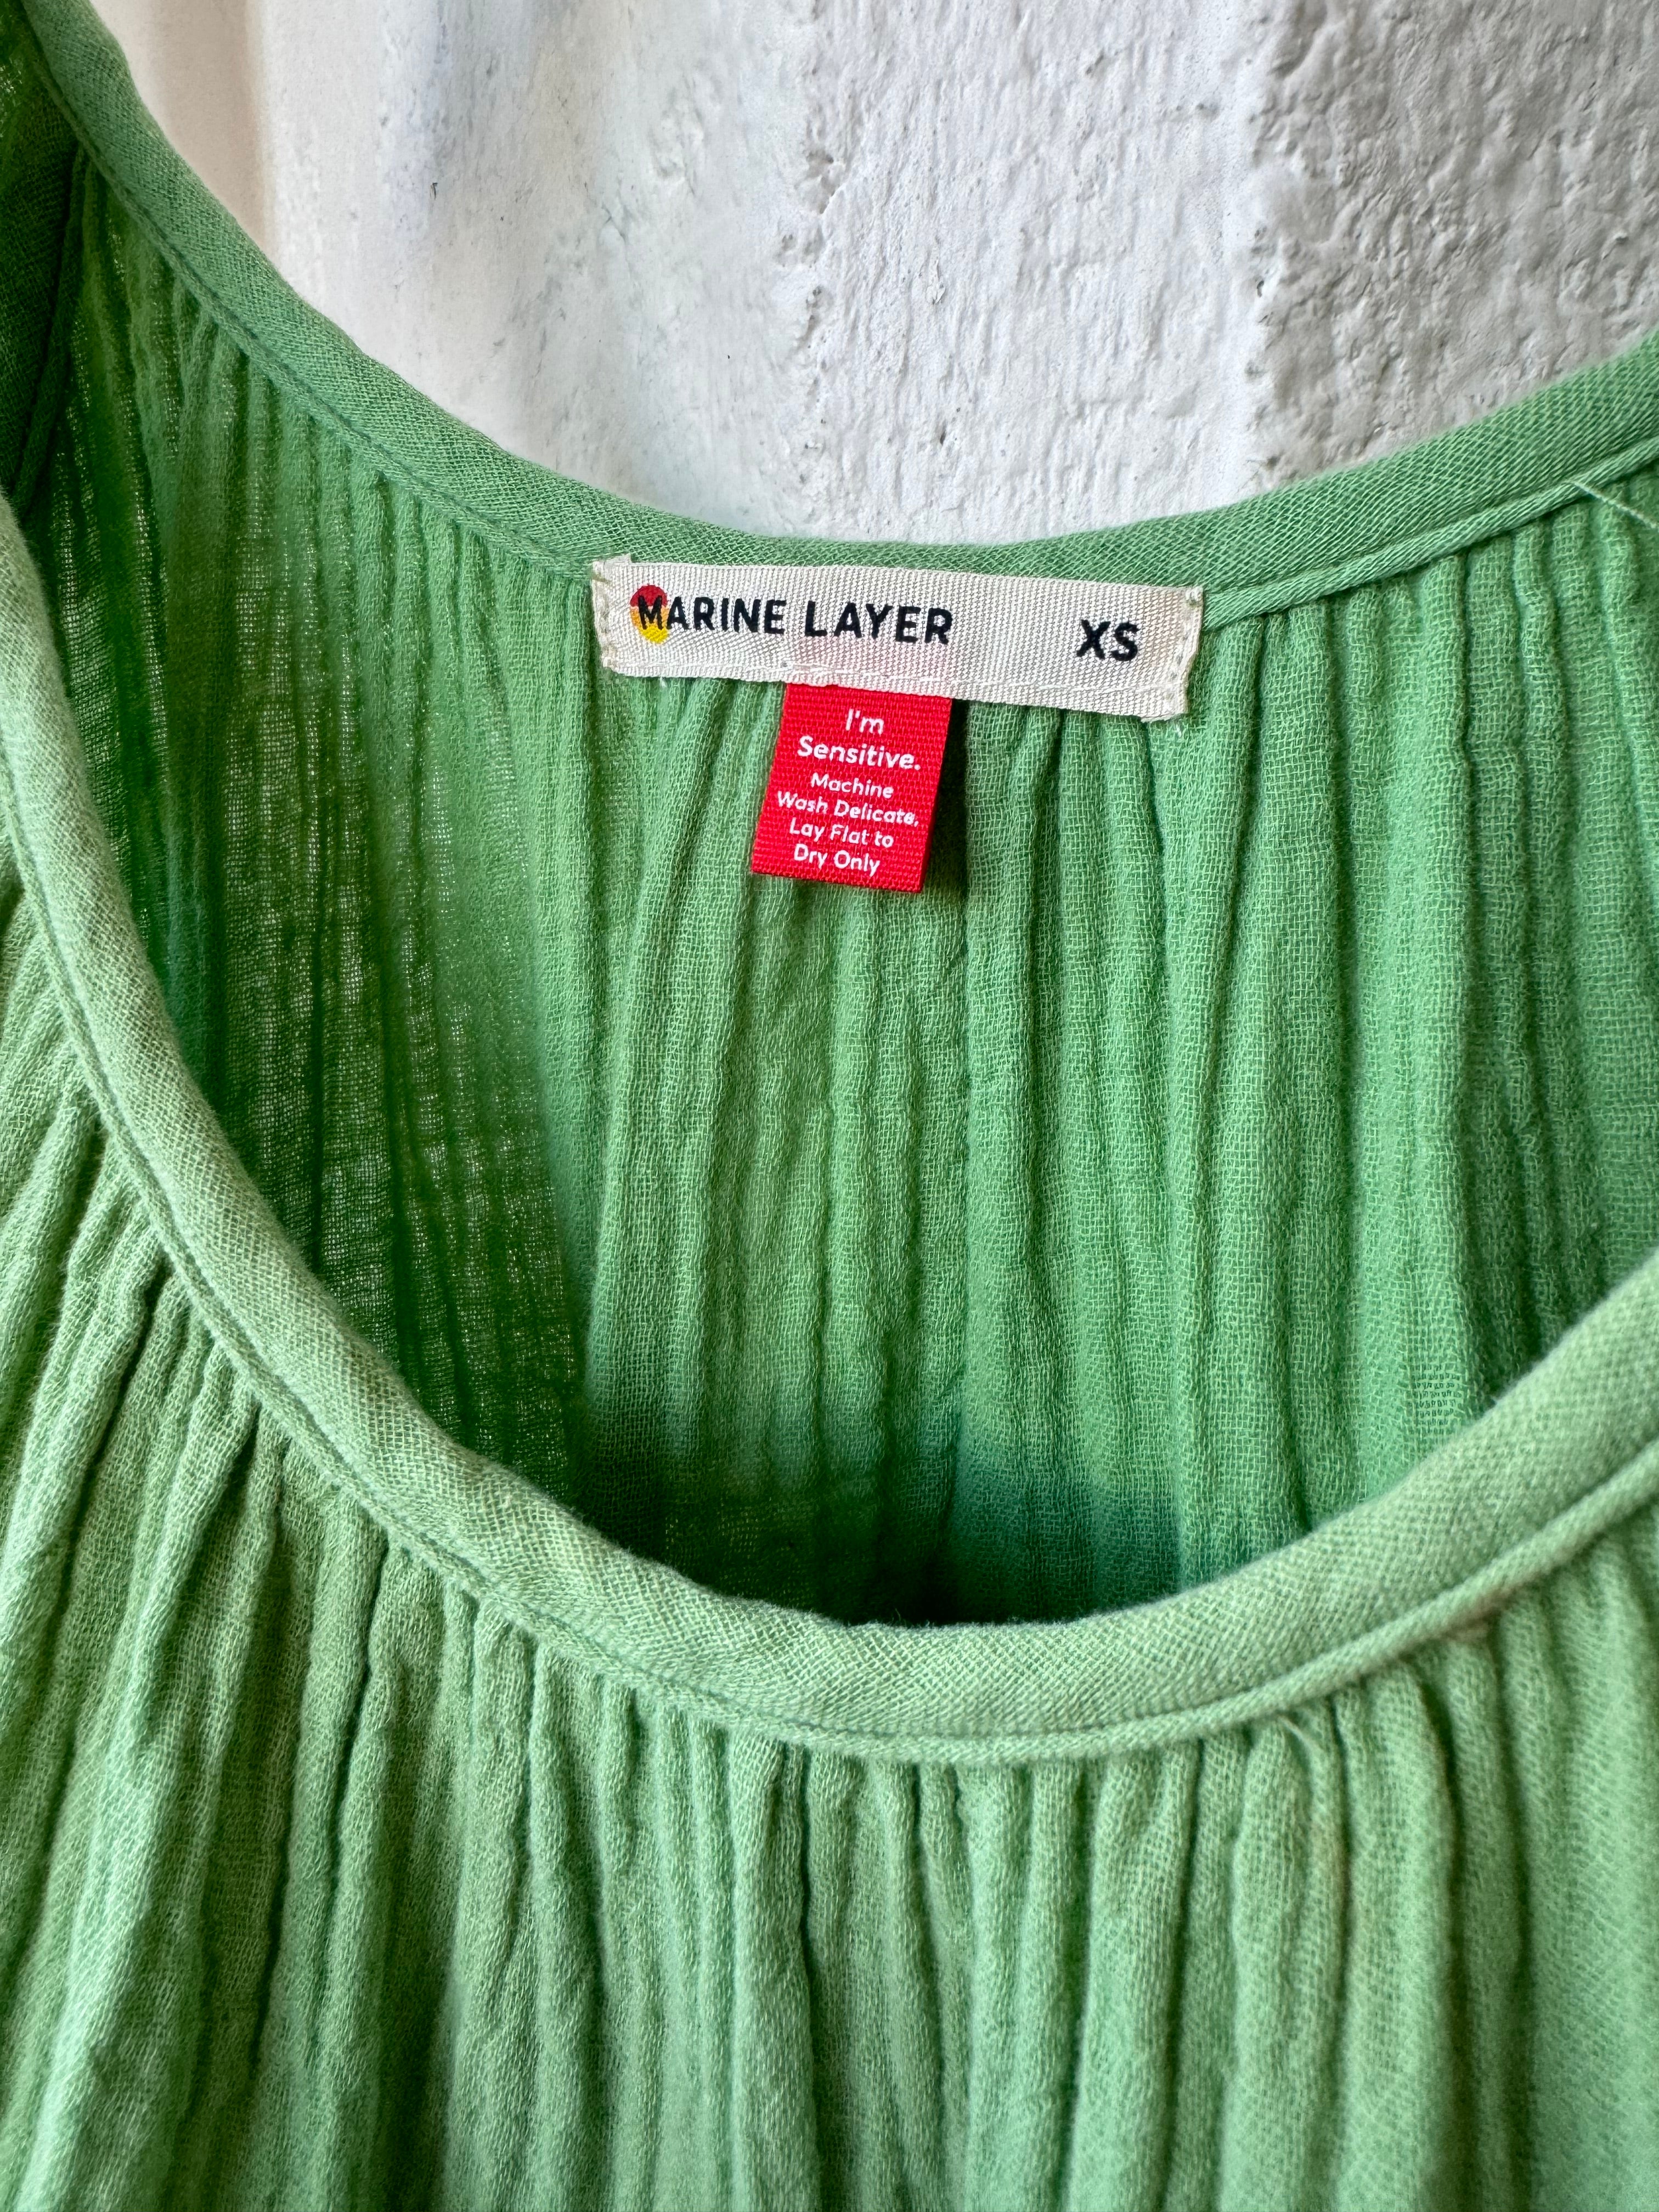 MARINE LAYER XS
I'm
Sensitive.
Machine
Wash Delicate,
Lay Flat to
Dry Only